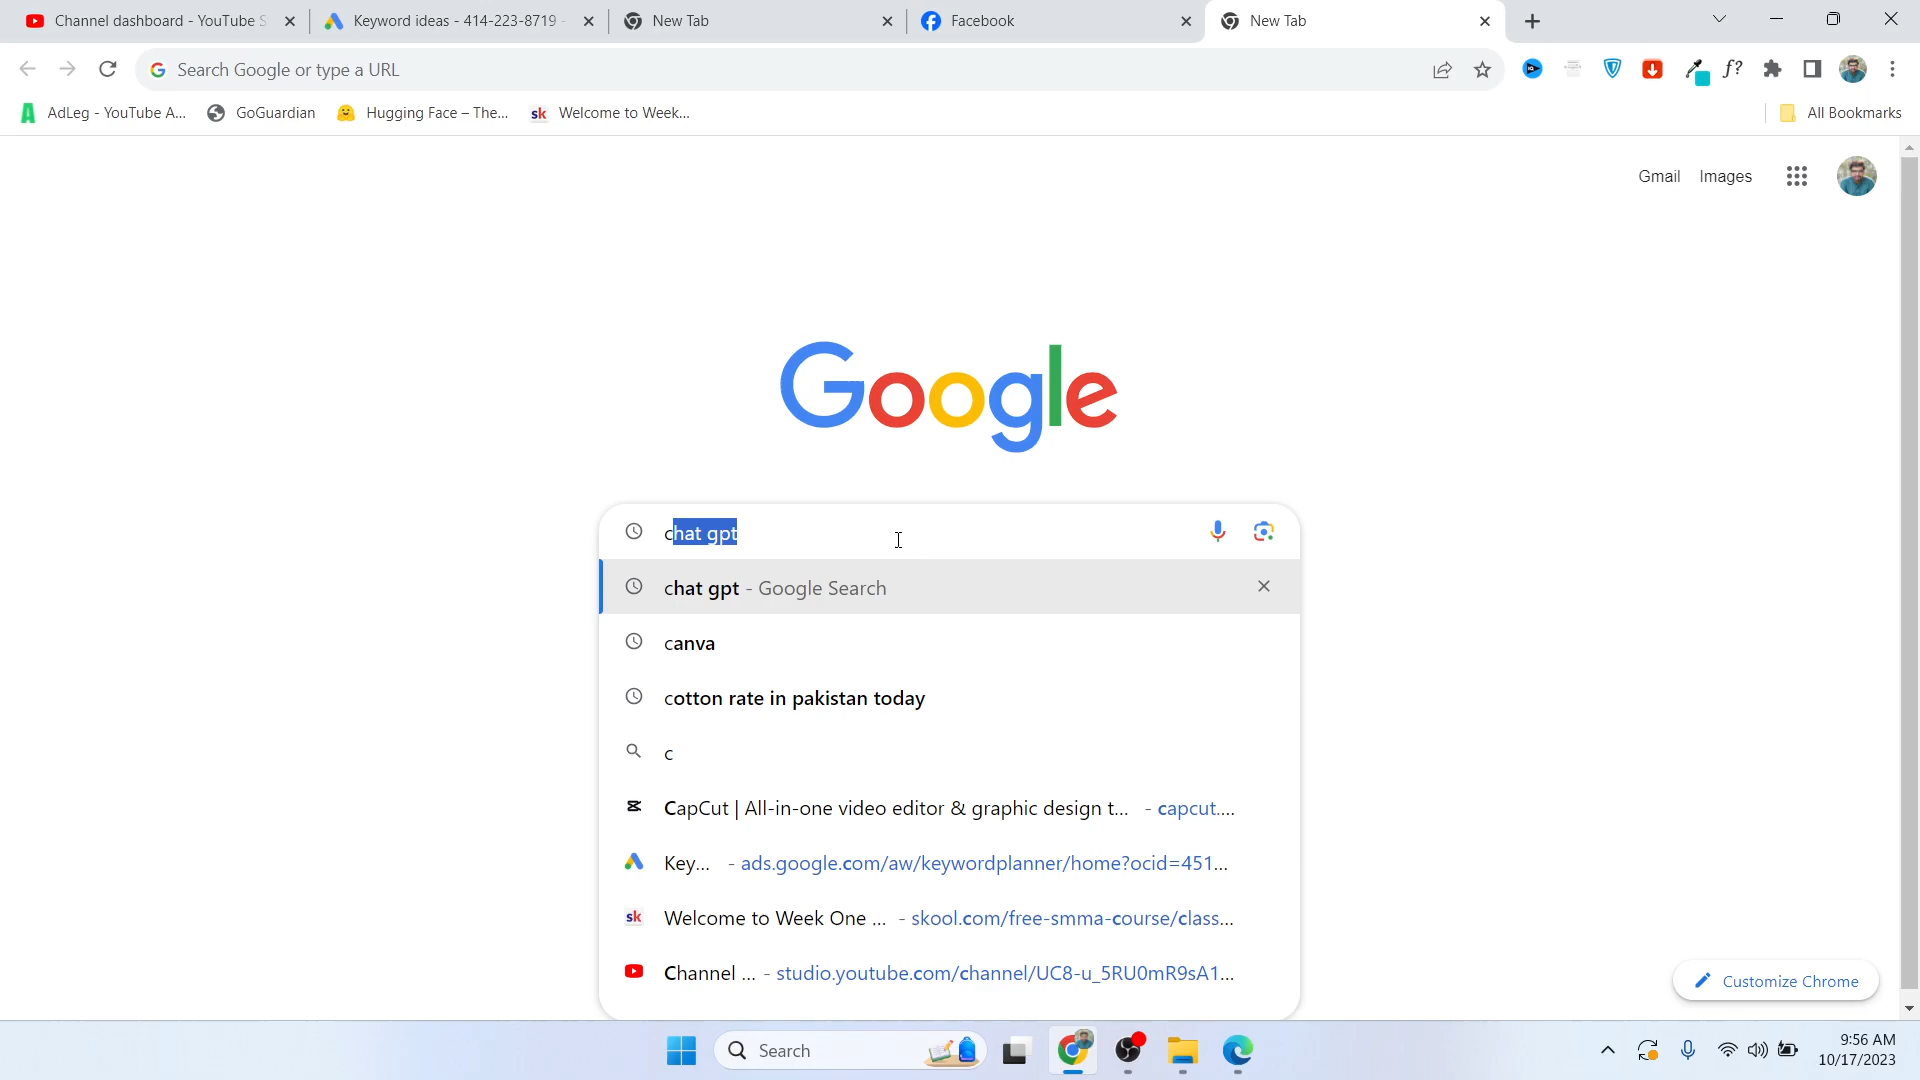 Channel dashboard - YouTube S
Keyword ideas - 414-223-8719 -
New Tab
Facebook
New Tab
Search Google or type a URL
f?
AdLeg - YouTube A...
GoGuardian
Hugging Face – The...
sk Welcome to Week...
All Bookmarks
Gmail Images
Google
chat gpt
chat gpt - Google Search
canva
cotton rate in pakistan today
c
CapCut | All-in-one video editor & graphic design t... - capcut....
Key... - ads.google.com/aw/keywordplanner/home?ocid=451...
sk Welcome to Week One ... - skool.com/free-smma-course/class...
Channel ... - studio.youtube.com/channel/UC8-u_5RU0mR9sA1...
Customize Chrome
Search
9:56 AM
10/17/2023